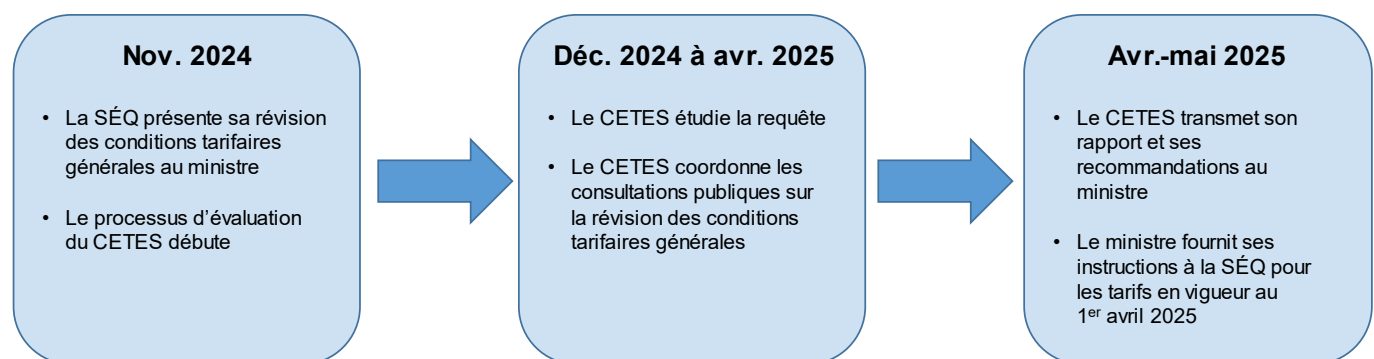 Nov. 2024
• La SÉQ présente sa révision
des conditions tarifaires
générales au ministre
• Le processus d’évaluation
du CETES débute
Déc. 2024 à avr. 2025
• Le CETES étudie la requête
• Le CETES coordonne les
consultations publiques sur
la révision des conditions
tarifaires générales
Avr.-mai 2025
• Le CETES transmet son
rapport et ses
recommandations au
ministre
• Le ministre fournit ses
instructions à la SÉQ pour
les tarifs en vigueur au
1er avril 2025